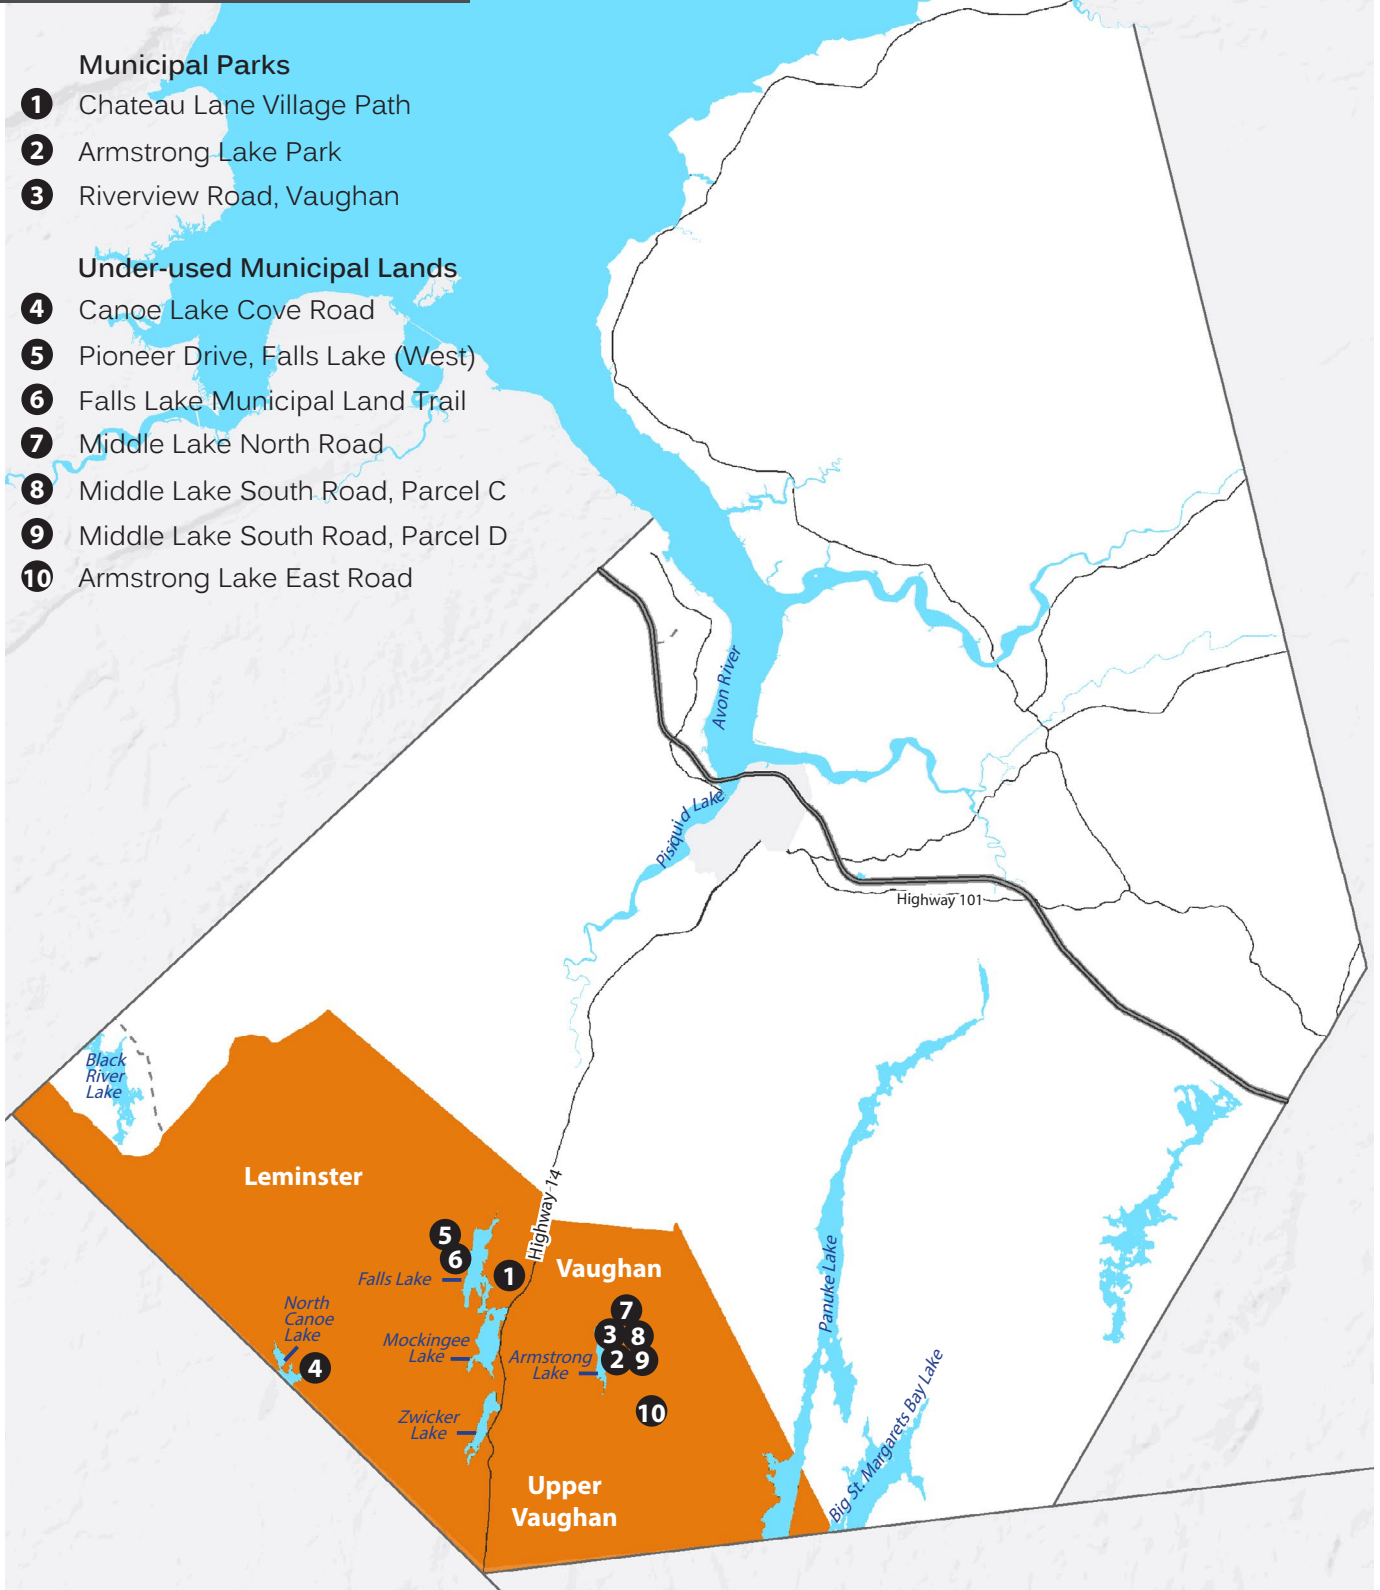 Municipal Parks
1 Chateau Lane Village Path
2 Armstrong Lake Park
3 Riverview Road, Vaughan
Under-used Municipal Lands
4 Canoe Lake Cove Road
5 Pioneer Drive, Falls Lake (West)
6 Falls Lake Municipal Land Trail
7 Middle Lake North Road
8 Middle Lake South Road, Parcel C
9 Middle Lake South Road, Parcel D
10 Armstrong Lake East Road
Avon River
Pisiquid Lake
Highway 101
Black
River
Lake
Leminster
Highway 14
5
6
Falls Lake
1
Vaughan
North
Canoe
Lake
4
Mockingee
Lake
7
3
8
2
9
Armstrong
Lake
10
Zwicker
Lake
Upper
Vaughan
Panuke Lake
Big St. Margarets Bay Lake